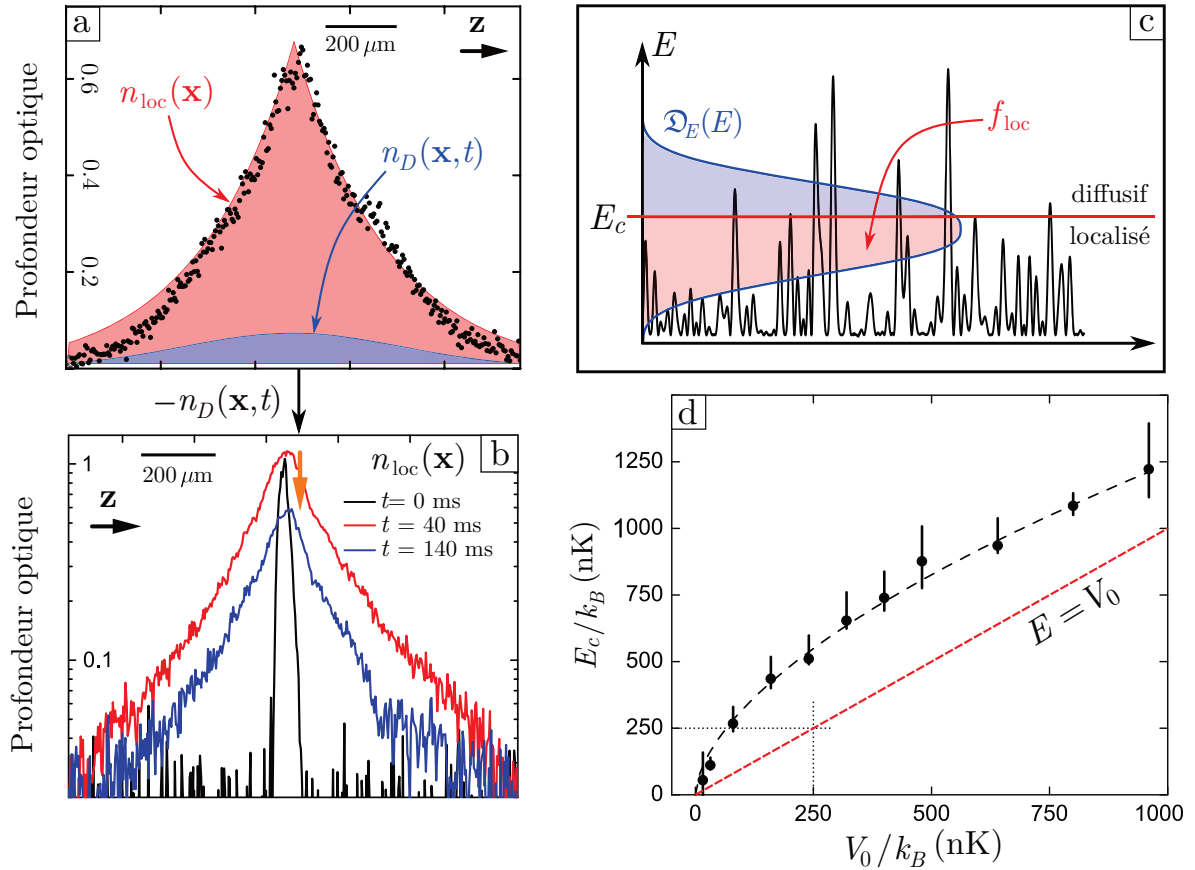 a
200 μm
z
n_loc(x)
n_D(x, t)
Profondeur optique
0.6
0.4
0.2
−n_D(x, t)
b
200 μm
z
n_loc(x)
t= 0 ms
t = 40 ms
t = 140 ms
Profondeur optique
1
0.1
c
E
𝔇_E(E)
f_loc
E_c
diffusif
localisé
d
E_c/k_B (nK)
1250
1000
750
500
250
0
E = V_0
0 250 500 750 1000
V_0/k_B (nK)